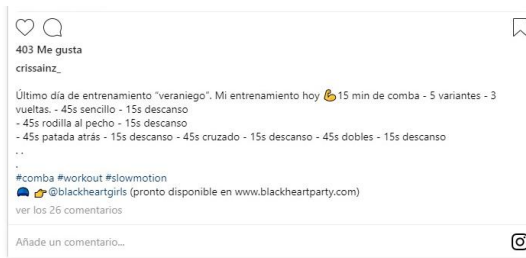 403 Me gusta
crissainz_
Último día de entrenamiento "veraniego". Mi entrenamiento hoy 💪15 min de comba - 5 variantes - 3
vueltas. - 45s sencillo - 15s descanso
- 45s rodilla al pecho - 15s descanso
- 45s patada atrás - 15s descanso - 45s cruzado - 15s descanso - 45s dobles - 15s descanso
. .
.
#comba #workout #slowmotion
🧢 👉@blackheartgirls (pronto disponible en www.blackheartparty.com)
ver los 26 comentarios
Añade un comentario...